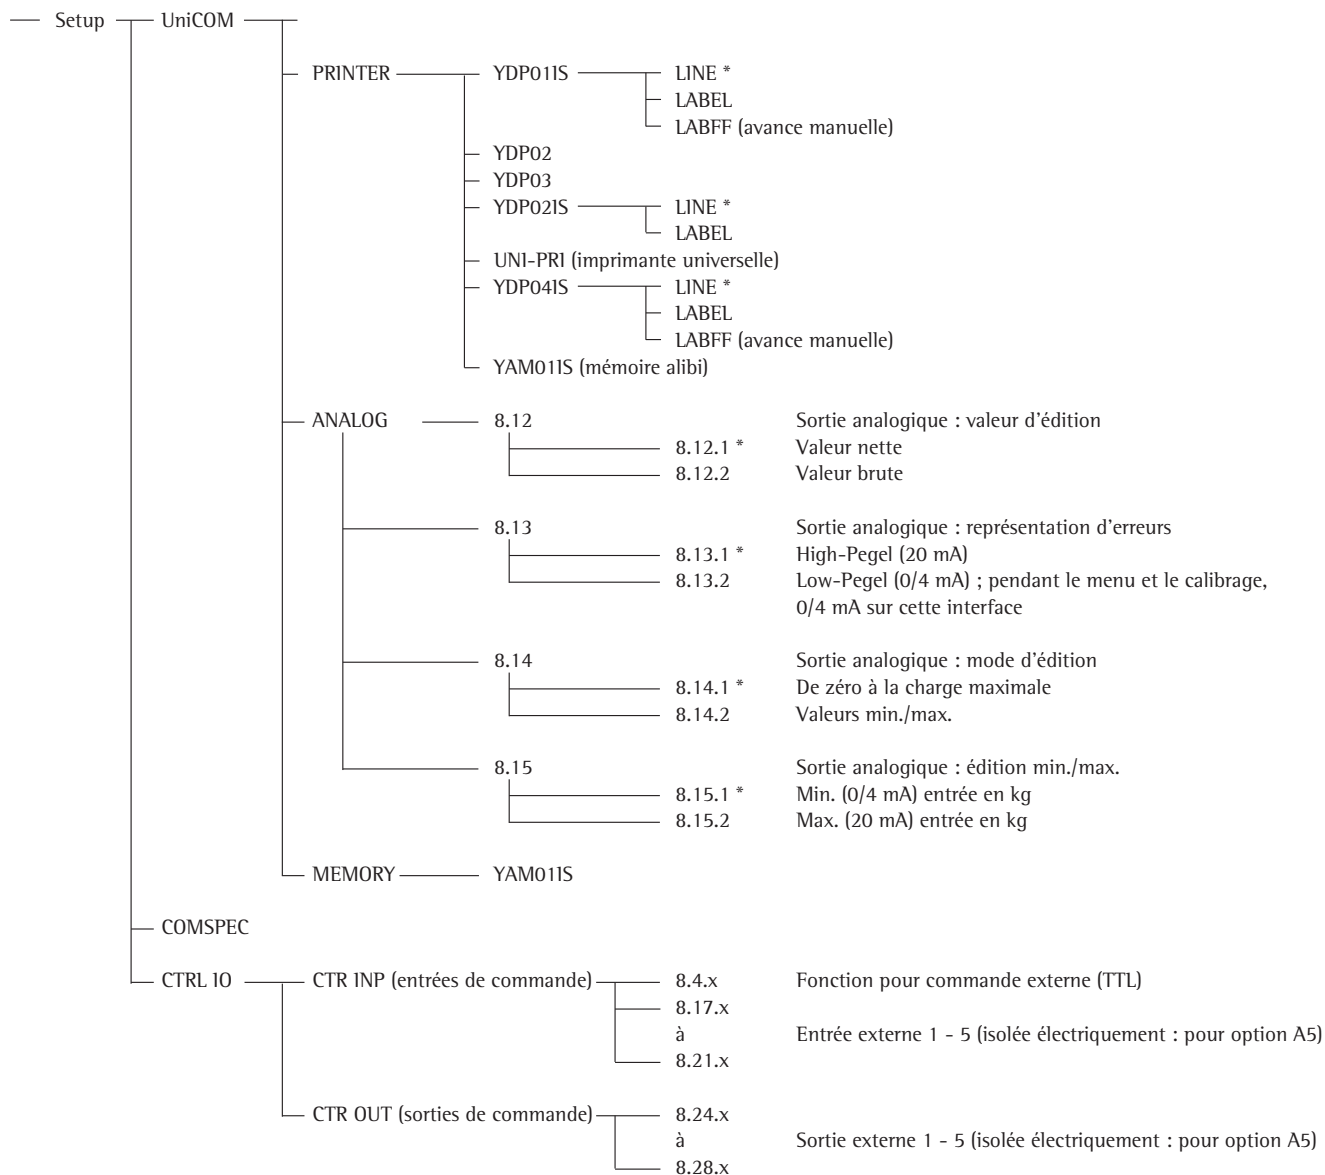 Setup UniCOM
PRINTER YDP01IS LINE *
LABEL
LABFF (avance manuelle)
YDP02
YDP03
YDP02IS LINE *
LABEL
UNI-PRI (imprimante universelle)
YDP04IS LINE *
LABEL
LABFF (avance manuelle)
YAM01IS (mémoire alibi)
ANALOG 8.12 Sortie analogique : valeur d'édition
8.12.1 * Valeur nette
8.12.2 Valeur brute
8.13 Sortie analogique : représentation d'erreurs
8.13.1 * High-Pegel (20 mA)
8.13.2 Low-Pegel (0/4 mA) ; pendant le menu et le calibrage,
0/4 mA sur cette interface
8.14 Sortie analogique : mode d'édition
8.14.1 * De zéro à la charge maximale
8.14.2 Valeurs min./max.
8.15 Sortie analogique : édition min./max.
8.15.1 * Min. (0/4 mA) entrée en kg
8.15.2 Max. (20 mA) entrée en kg
MEMORY YAM01IS
COMSPEC
CTRL IO CTR INP (entrées de commande) 8.4.x Fonction pour commande externe (TTL)
8.17.x
à Entrée externe 1 - 5 (isolée électriquement : pour option A5)
8.21.x
CTR OUT (sorties de commande) 8.24.x
à Sortie externe 1 - 5 (isolée électriquement : pour option A5)
8.28.x